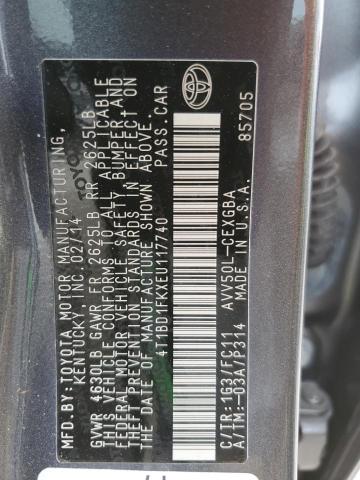 MFD.BY:TOYOTA MOTOR MANUFACTURING,
KENTUCKY, INC. 02/14
GVWR 4630LB GAWR FR 2625LB RR 2625LB
THIS VEHICLE CONFORMS TO ALL APPLICABLE
FEDERAL MOTOR VEHICLE SAFETY BUMPER, AND
THEFT PREVENTION STANDARDS IN EFFECT ON
THE DATE OF MANUFACTURE SHOWN ABOVE.
4T1BD1FKXEU117740 PASS.CAR
C/TM:1G3/FC11 AVV50L-CEXGBA
A/TM:-03A/P314 MADE IN U.S.A. 85705